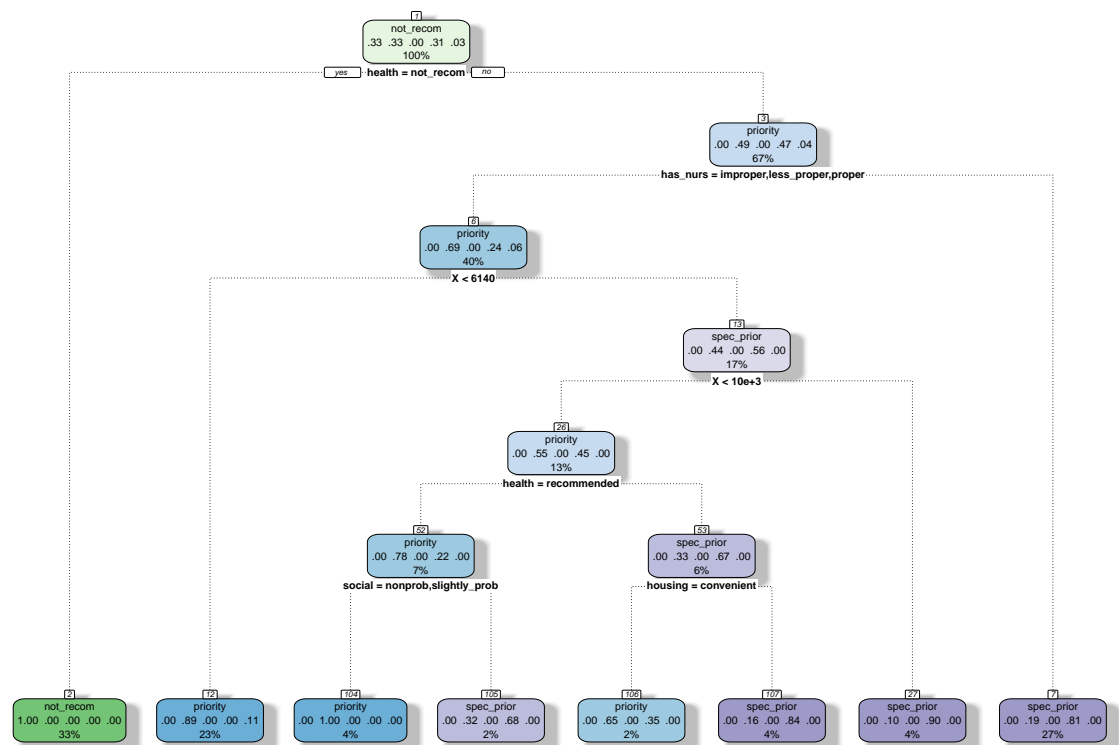 1
not_recom
.33 .33 .00 .31 .03
100%
yes health = not_recom no
3
priority
.00 .49 .00 .47 .04
67%
has_nurs = improper,less_proper,proper
6
priority
.00 .69 .00 .24 .06
40%
X < 6140
13
spec_prior
.00 .44 .00 .56 .00
17%
X < 10e+3
26
priority
.00 .55 .00 .45 .00
13%
health = recommended
52
priority
.00 .78 .00 .22 .00
7%
social = nonprob,slightly_prob
53
spec_prior
.00 .33 .00 .67 .00
6%
housing = convenient
2
not_recom
1.00 .00 .00 .00 .00
33%
12
priority
.00 .89 .00 .00 .11
23%
104
priority
.00 1.00 .00 .00 .00
4%
105
spec_prior
.00 .32 .00 .68 .00
2%
106
priority
.00 .65 .00 .35 .00
2%
107
spec_prior
.00 .16 .00 .84 .00
4%
27
spec_prior
.00 .10 .00 .90 .00
4%
7
spec_prior
.00 .19 .00 .81 .00
27%